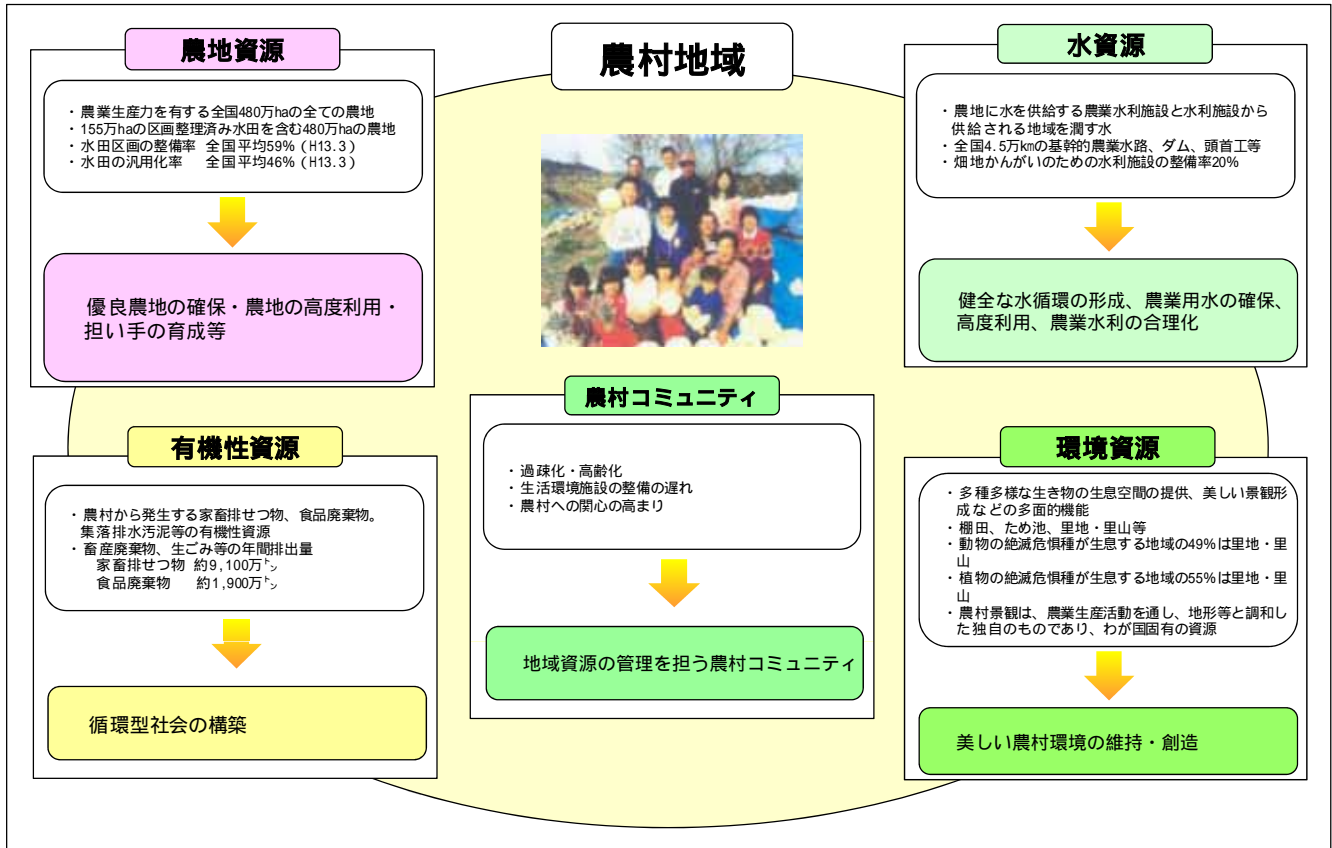 農村地域
農地資源
・農業生産力を有する全国480万haの全ての農地
・155万haの区画整理済み水田を含む480万haの農地
・水田区画の整備率 全国平均59%(H13.3)
・水田の汎用化率 全国平均46%(H13.3)
優良農地の確保・農地の高度利用・
担い手の育成等
水資源
・農地に水を供給する農業水利施設と水利施設から
供給される地域を潤す水
・全国4.5万kmの基幹的農業水路、ダム、頭首工等
・畑地かんがいのための水利施設の整備率20%
健全な水循環の形成、農業用水の確保、
高度利用、農業水利の合理化
農村コミュニティ
・過疎化・高齢化
・生活環境施設の整備の遅れ
・農村への関心の高まり
地域資源の管理を担う農村コミュニティ
有機性資源
・農村から発生する家畜排せつ物、食品廃棄物。
集落排水汚泥等の有機性資源
・畜産廃棄物、生ごみ等の年間排出量
家畜排せつ物 約9,100万トン
食品廃棄物 約1,900万トン
循環型社会の構築
環境資源
・多種多様な生き物の生息空間の提供、美しい景観形
成などの多面的機能
・棚田、ため池、里地・里山等
・動物の絶滅危惧種が生息する地域の49%は里地・里
山
・植物の絶滅危惧種が生息する地域の55%は里地・里
山
・農村景観は、農業生産活動を通し、地形等と調和し
た独自のものであり、わが国固有の資源
美しい農村環境の維持・創造